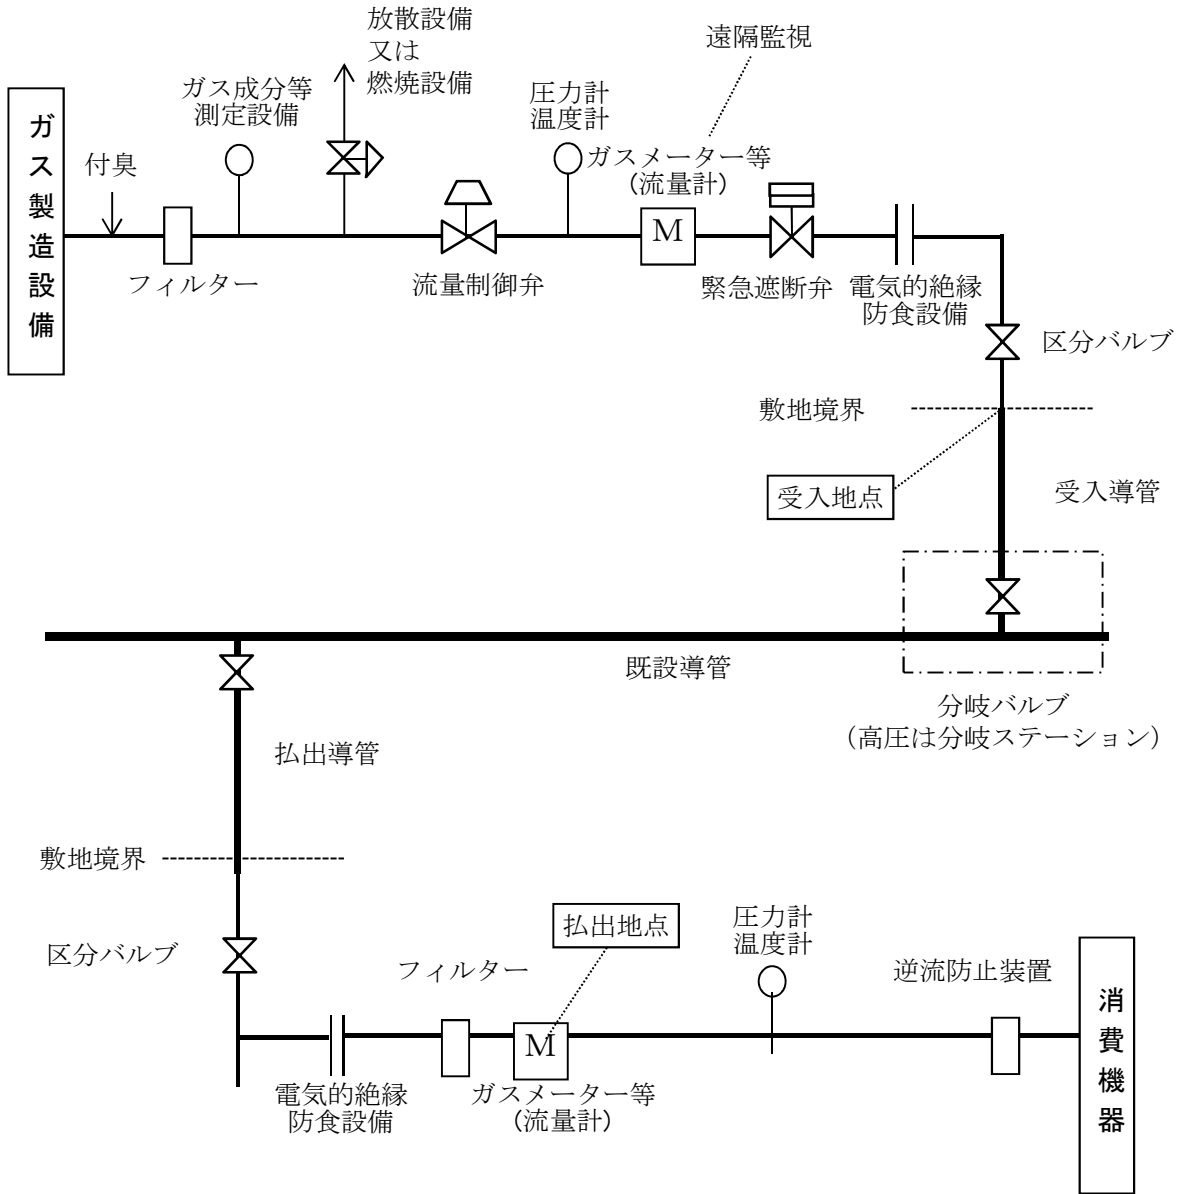 放散設備
又は
燃焼設備
遠隔監視
ガス成分等
測定設備
圧力計
温度計
ガス製造設備
付臭
ガスメーター等
（流量計）
M
フィルター
流量制御弁
緊急遮断弁
電気的絶縁
防食設備
区分バルブ
敷地境界
受入地点
受入導管
既設導管
分岐バルブ
（高圧は分岐ステーション）
払出導管
敷地境界
区分バルブ
払出地点
圧力計
温度計
フィルター
逆流防止装置
消費機器
M
電気的絶縁
防食設備
ガスメーター等
（流量計）